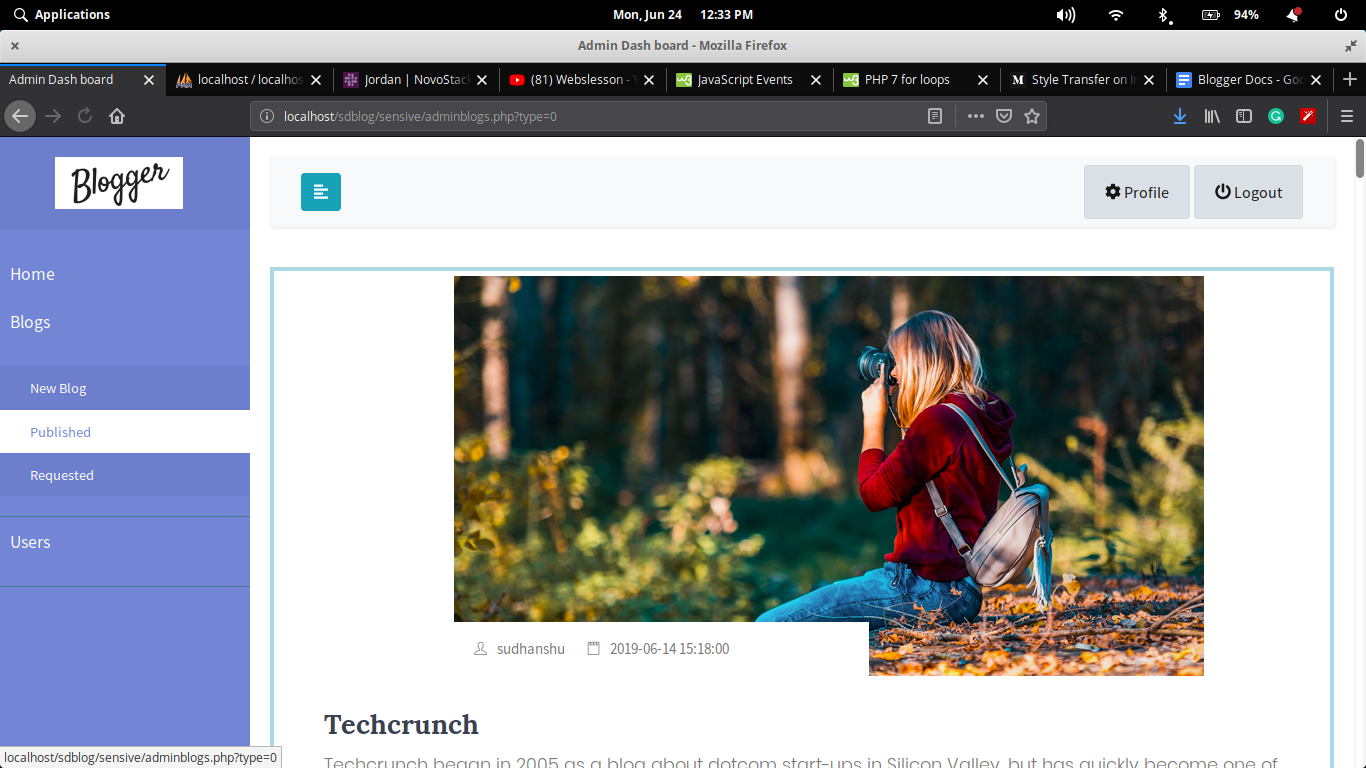 Applications
Mon, Jun 24 12:33 PM
94%
Admin Dash board - Mozilla Firefox
Admin Dash board
localhost / localhos
Jordan | NovoStac
(81) Webslesson -
JavaScript Events
PHP 7 for loops
Style Transfer on
Blogger Docs - Goo
localhost/sdblog/sensive/adminblogs.php?type=0
Blogger
Profile
Logout
Home
Blogs
New Blog
Published
Requested
Users
sudhanshu
2019-06-14 15:18:00
Techcrunch
Techcrunch began in 2005 as a blog about dotcom start-ups in Silicon Valley, but has quickly become one of
localhost/sdblog/sensive/adminblogs.php?type=0